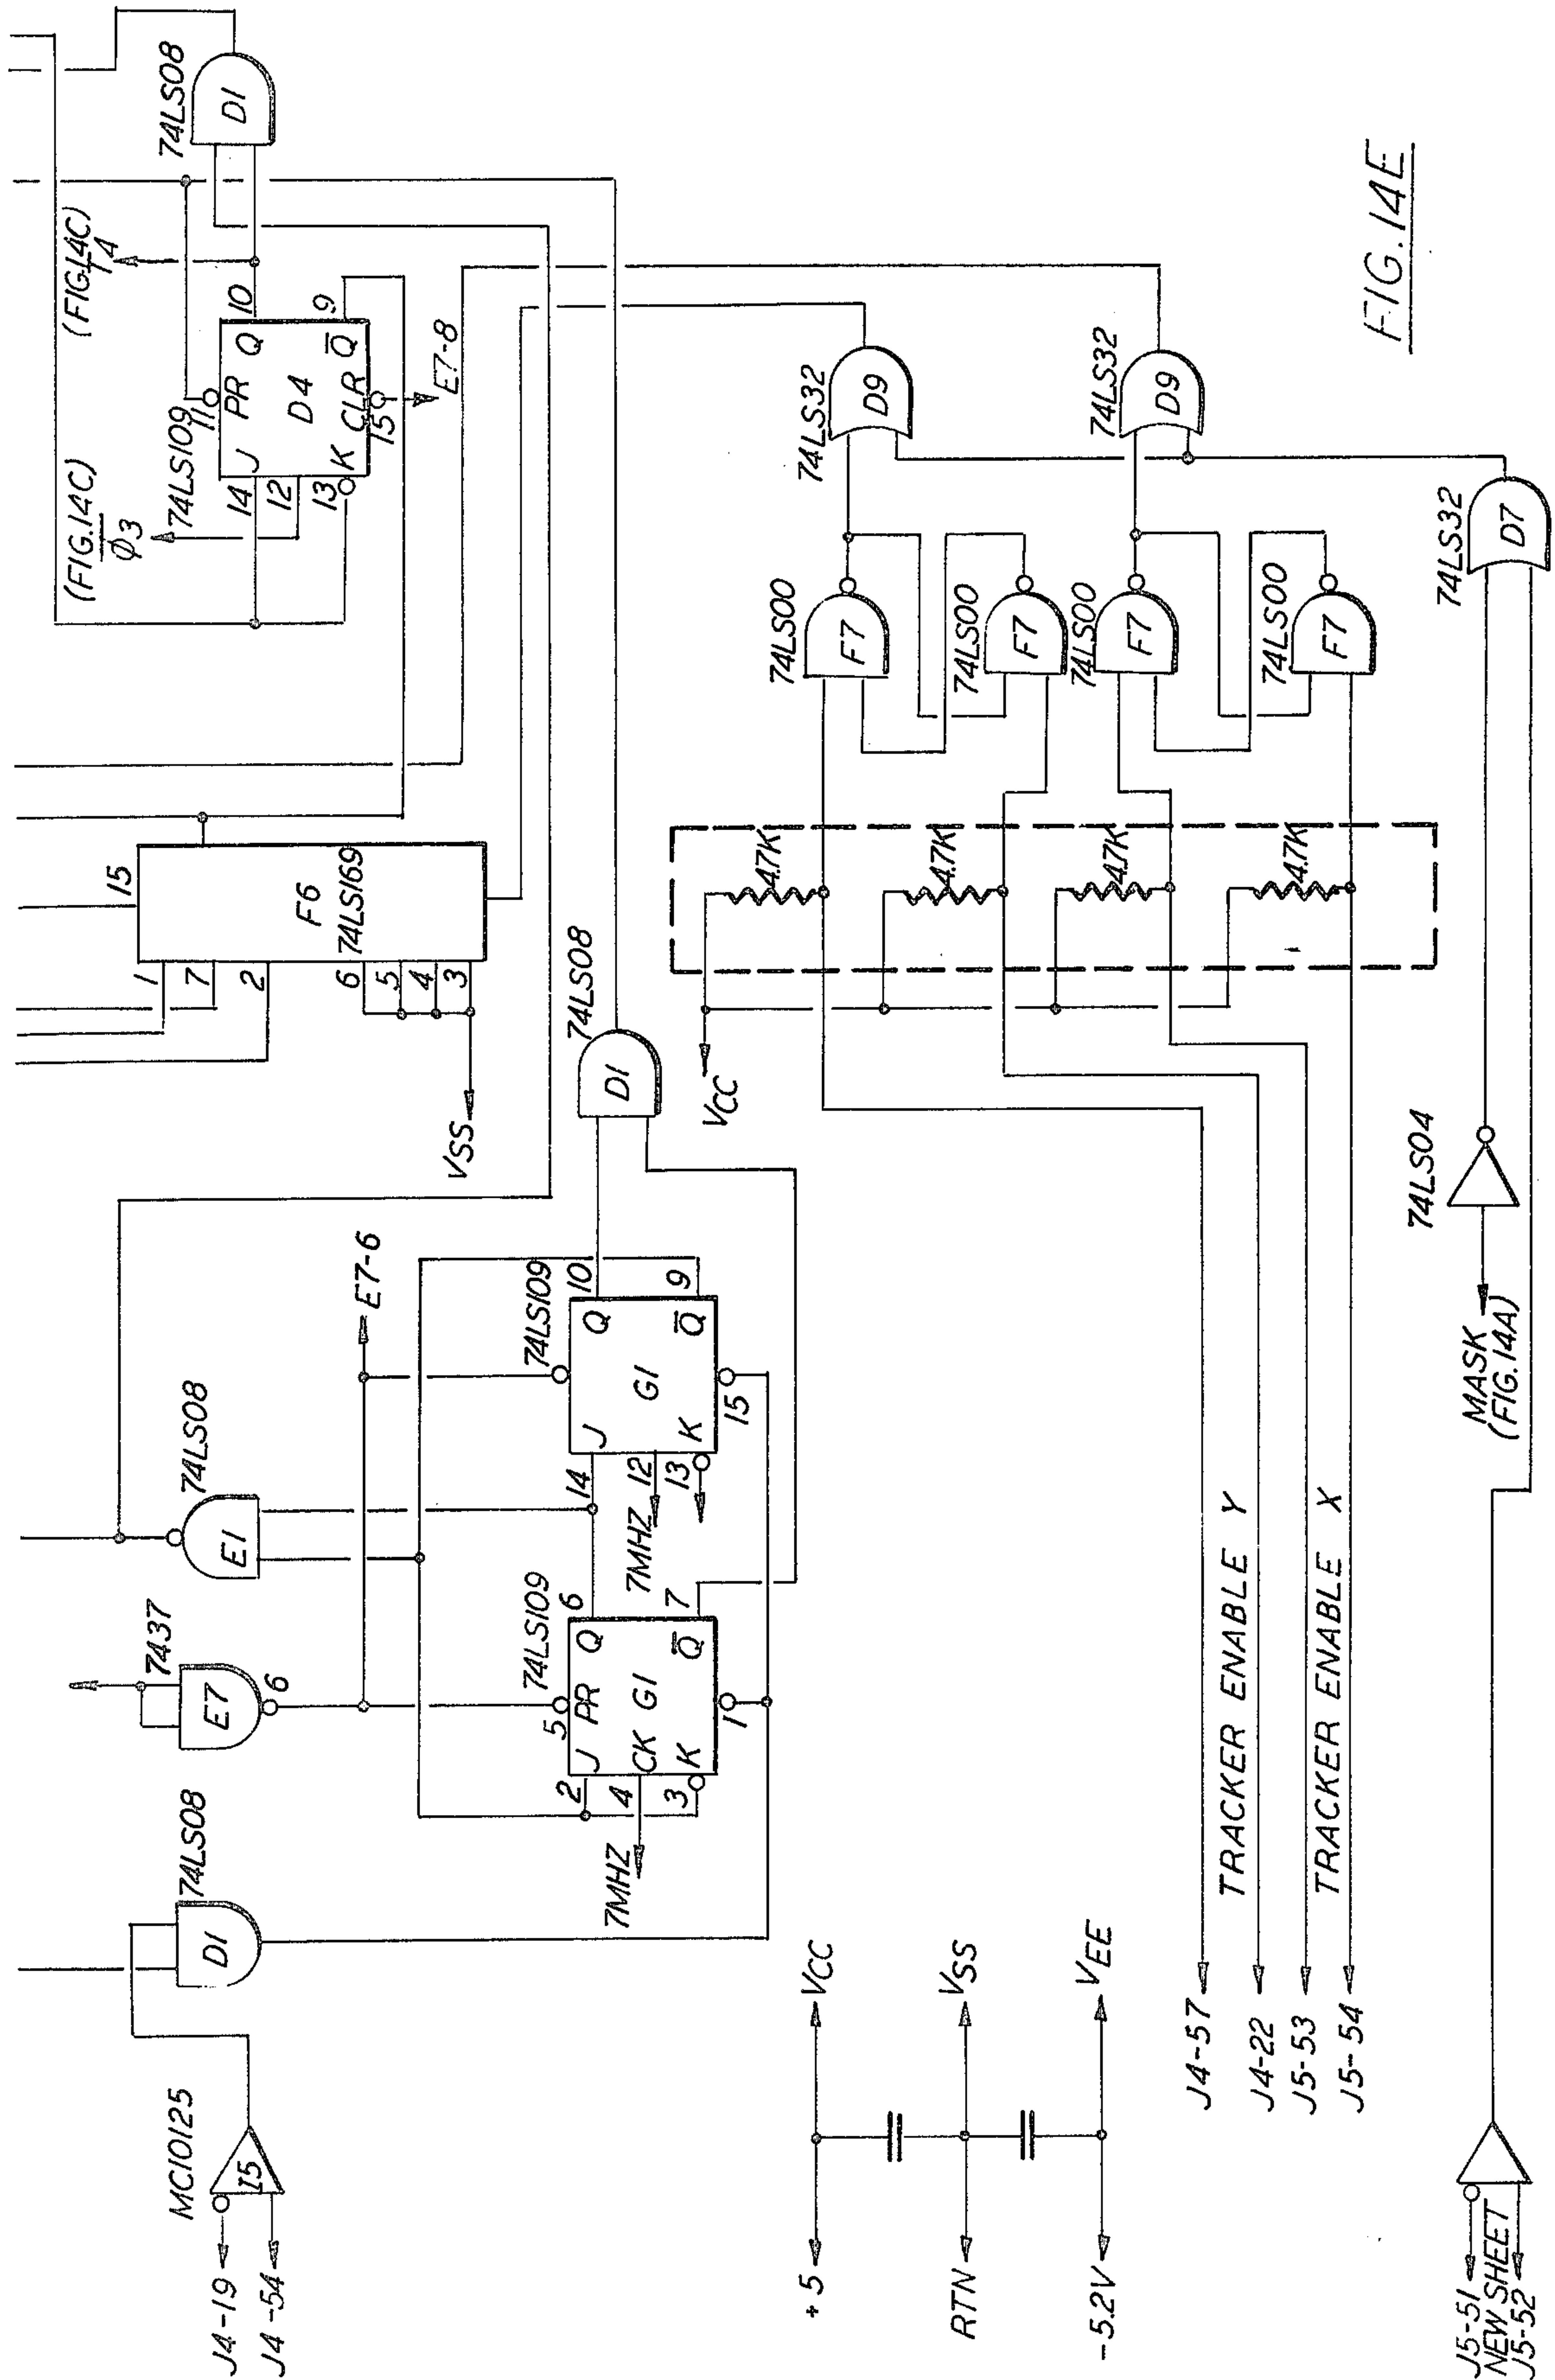 MC10125
J4-19
J4-54
I5
74LS08
D1
7437
E7
6
74LS08
E1
E7-6
74LS109
5
PR
J
Q
2
6
CK
G1
4
7MHZ
K
Q̅
3
7
1
74LS109
J
Q
14
10
G1
12
7MHZ
K
Q̅
13
9
15
74LS08
D1
VSS
1
7
2
6
5
4
3
15
F6
74LS169
(FIG.14C)
φ3
(FIG.14C)
T4
74LS109
11
PR
J
Q
14
10
D4
12
13
K
CLR
Q̅
9
15
E7-8
74LS08
D1
+5
VCC
RTN
VSS
-5.2V
VEE
VCC
4.7K
4.7K
4.7K
4.7K
74LS00
F7
74LS00
F7
74LS00
F7
74LS00
F7
74LS32
D9
74LS32
D9
J4-57
TRACKER ENABLE Y
J4-22
J5-53
TRACKER ENABLE X
J5-54
MASK
(FIG.14A)
74LS04
74LS32
D7
J5-51
NEW SHEET
J5-52
FIG.14E